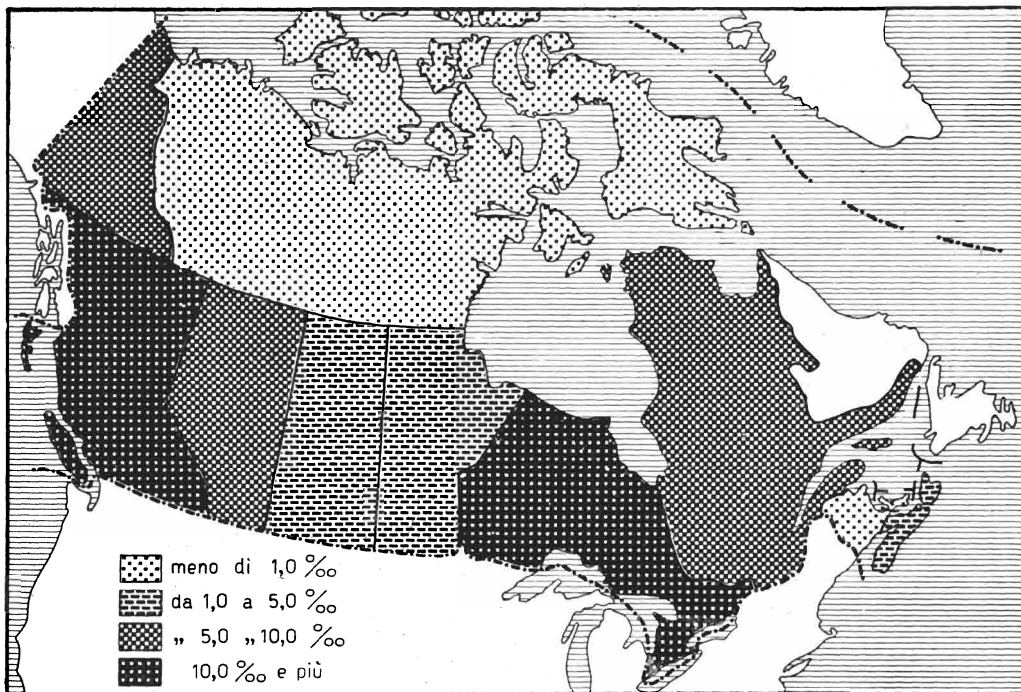 meno di 1,0 ‰
da 1,0 a 5,0 ‰
„ 5,0 „ 10,0 ‰
10,0 ‰ e più